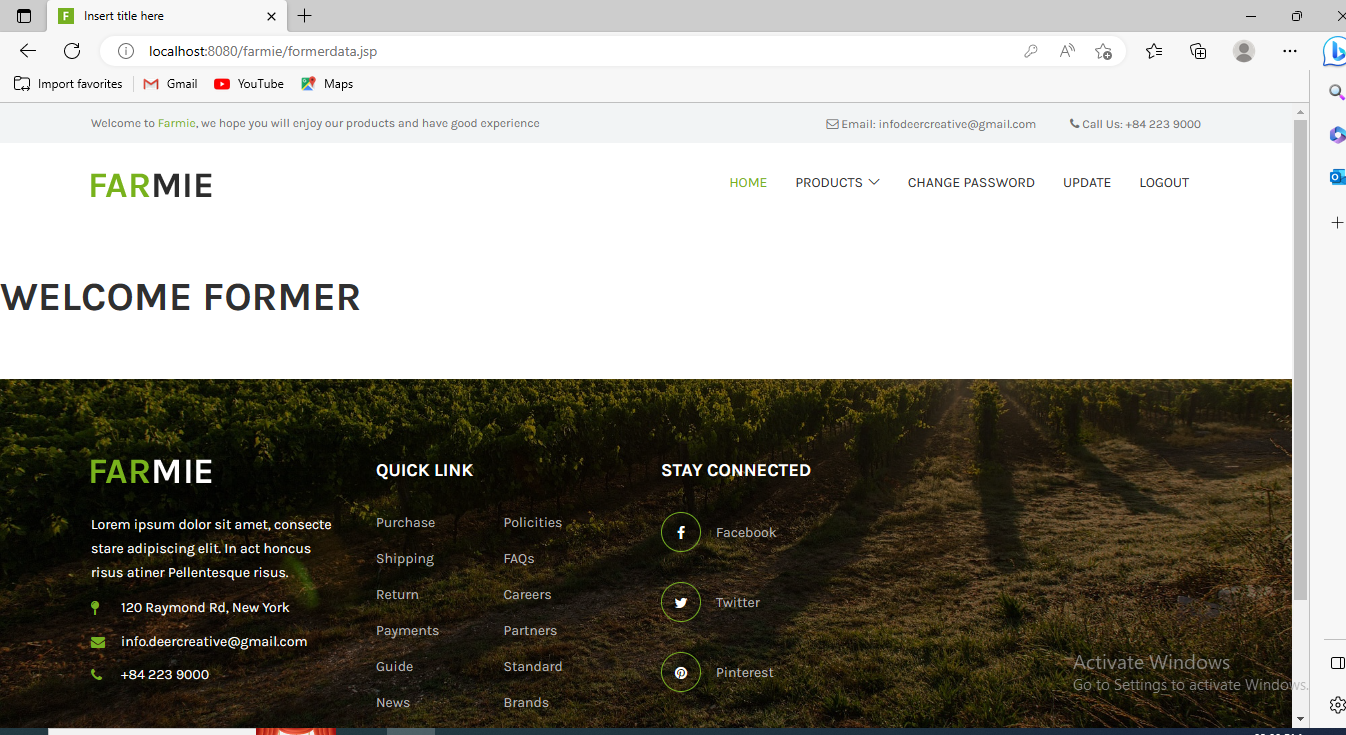 Insert title here
localhost:8080/farmie/formerdata.jsp
Import favorites Gmail YouTube Maps
Welcome to Farmie, we hope you will enjoy our products and have good experience Email: infodeercreative@gmail.com Call Us: +84 223 9000
FARMIE HOME PRODUCTS CHANGE PASSWORD UPDATE LOGOUT
WELCOME FORMER
FARMIE
Lorem ipsum dolor sit amet, consecte
stare adipiscing elit. In act honcus
risus atiner Pellentesque risus.
120 Raymond Rd, New York
info.deercreative@gmail.com
+84 223 9000
QUICK LINK
Purchase Policities
Shipping FAQs
Return Careers
Payments Partners
Guide Standard
News Brands
STAY CONNECTED
Facebook
Twitter
Pinterest
Activate Windows
Go to Settings to activate Windows.